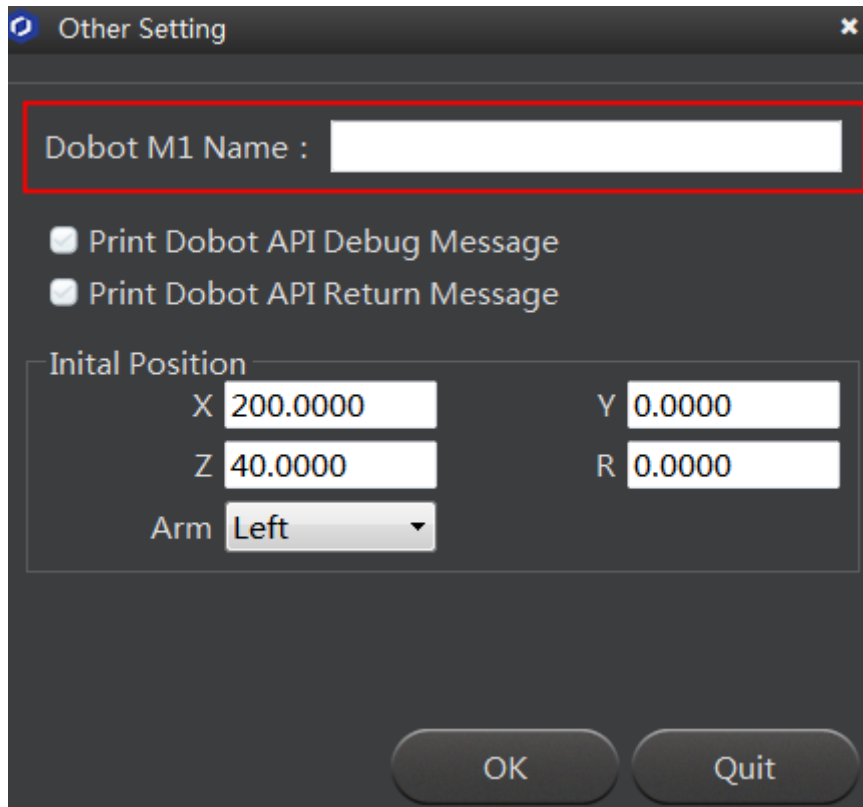 Other Setting
Dobot M1 Name :
Print Dobot API Debug Message
Print Dobot API Return Message
Inital Position
X 200.0000 Y 0.0000
Z 40.0000 R 0.0000
Arm Left
OK Quit